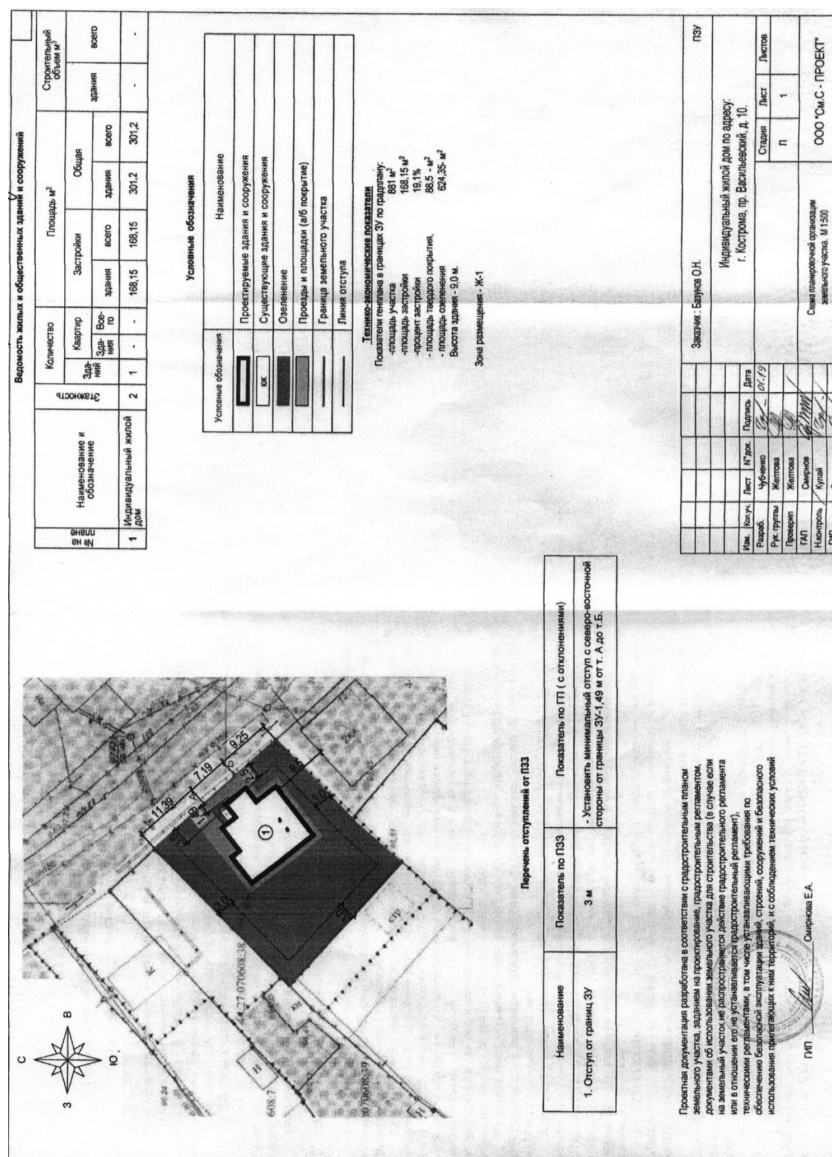 Ведомость жилых и общественных зданий и сооружений
№ на плане
Наименование и обозначение
Этажность
Количество
Зданий
Квартир
Здания
Всего
Площадь м²
Застройки
здания
всего
Общая
здания
всего
Строительный объем м³
здания
всего
1 Индивидуальный жилой дом 2 1 - - 168,15 168,15 301,2 301,2 - -
С
З
В
Ю
11,39
7.19
9.25
1
Условные обозначения
Условные обозначения Наименование
Проектируемые здания и сооружения
КЖ Существующие здания и сооружения
Озеленение
Проезды и площадки (а/б покрытие)
Граница земельного участка
Линия отступа
Технико-экономические показатели
Показатели генплана в границах ЗУ по градплану:
-площадь участка 881 м²
-площадь застройки 168,15 м²
-процент застройки 19,1%
- площадь твердого покрытия, 88,5 - м²
- площадь озеленения 624,35- м²
Высота здания - 9,0 м.
Зона размещения - Ж-1
Перечень отступлений от ПЗЗ
Наименование Показатель по ПЗЗ Показатель по ГП ( с отклонениями)
1. Отступ от границ ЗУ 3 м - Установить минимальный отступ с северо-восточной
стороны от границы ЗУ-1,49 м от т. А до т.Б.
Проектная документация разработана в соответствии с градостроительным планом
земельного участка, заданием на проектирование, градостроительным регламентом,
документами об использовании земельного участка для строительства (в случае если
на земельный участок не распространяется действие градостроительного регламента
или в отношении его не устанавливается градостроительный регламент),
техническими регламентами, в том числе устанавливающими требования по
обеспечению безопасной эксплуатации зданий, строений, сооружений и безопасного
использования прилегающих к ним территорий, и с соблюдением технических условий
ГИП Смирнова Е.А.
Заказчик: Базунов О.Н. ПЗУ
Изм. Кол.уч. Лист N°док. Подпись Дата
Разраб. Чубченко 01.19
Рук. группы Желтова
Проверил Желтова
ГАП Смирнов
Н.контроль Купай
Индивидуальный жилой дом по адресу:
г. Кострома, пр. Васильевский, д. 10.
Стадия Лист Листов
П 1
Схема планировочной организации
земельного участка. М 1:500
ООО "См.С - ПРОЕКТ"